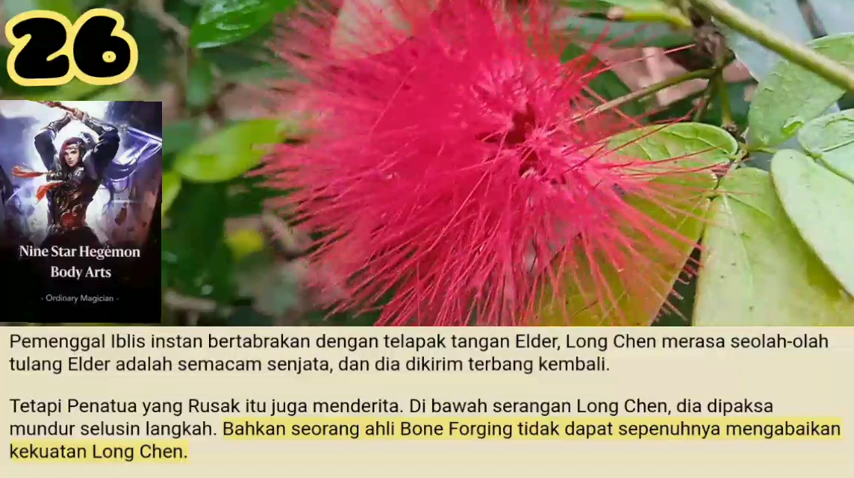 26
Nine Star Hegemon
Body Arts
- Ordinary Magician -
Pemenggal Iblis instan bertabrakan dengan telapak tangan Elder, Long Chen merasa seolah-olah
tulang Elder adalah semacam senjata, dan dia dikirim terbang kembali.
Tetapi Penatua yang Rusak itu juga menderita. Di bawah serangan Long Chen, dia dipaksa
mundur selusin langkah. Bahkan seorang ahli Bone Forging tidak dapat sepenuhnya mengabaikan
kekuatan Long Chen.